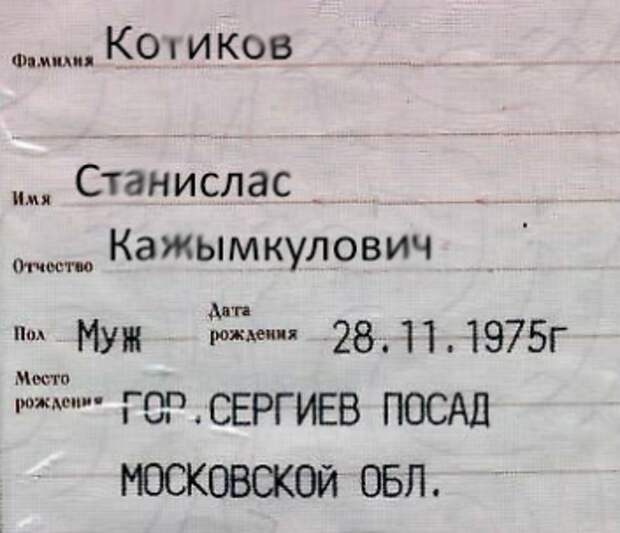 Фамилия Котиков
Имя Станислас
Отчество Кажымкулович
Пол Муж Дата рождения 28.11.1975г
Место рождения ГОР.СЕРГИЕВ ПОСАД
МОСКОВСКОЙ ОБЛ.